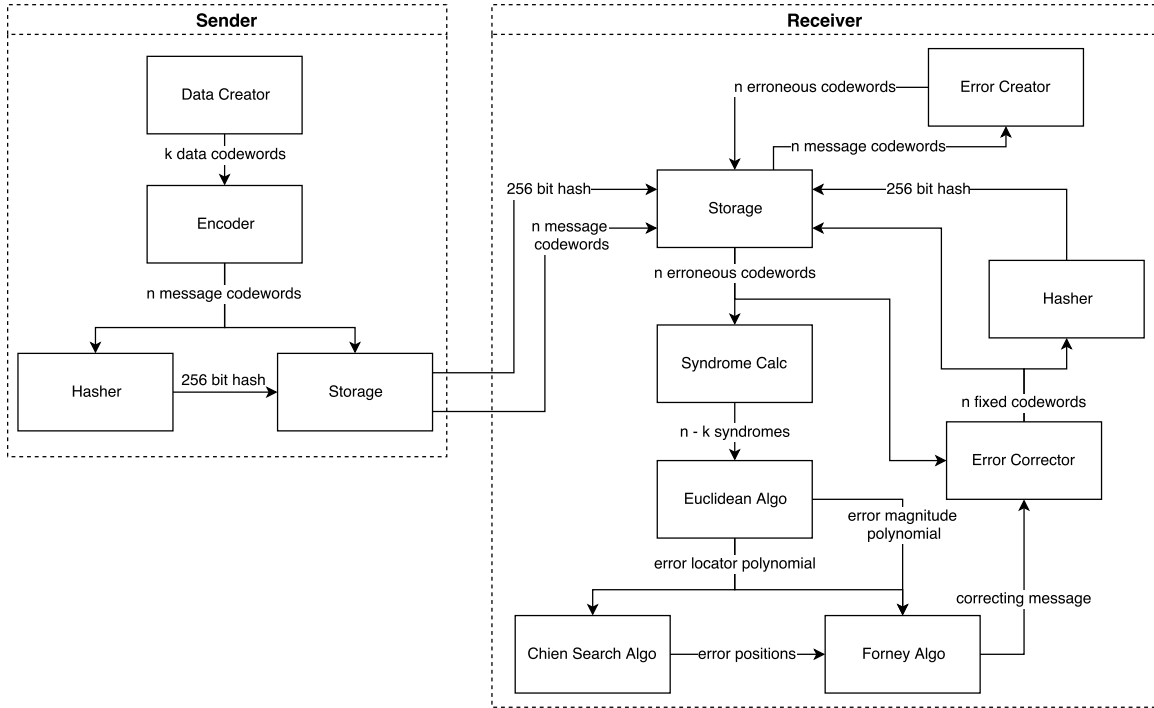 Sender
Receiver
Data Creator
k data codewords
Encoder
n message codewords
Hasher
256 bit hash
Storage
256 bit hash
n message
codewords
Error Creator
n erroneous codewords
n message codewords
Storage
256 bit hash
Hasher
n erroneous codewords
Syndrome Calc
n fixed codewords
n - k syndromes
Error Corrector
Euclidean Algo
error magnitude
polynomial
error locator polynomial
correcting message
Chien Search Algo
error positions
Forney Algo